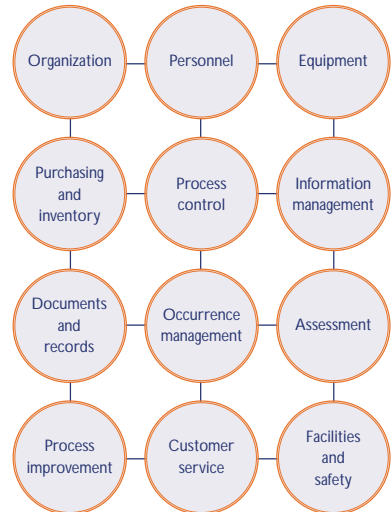 Organization
Personnel
Equipment
Purchasing
and
inventory
Process
control
Information
management
Documents
and
records
Occurrence
management
Assessment
Process
improvement
Customer
service
Facilities
and
safety